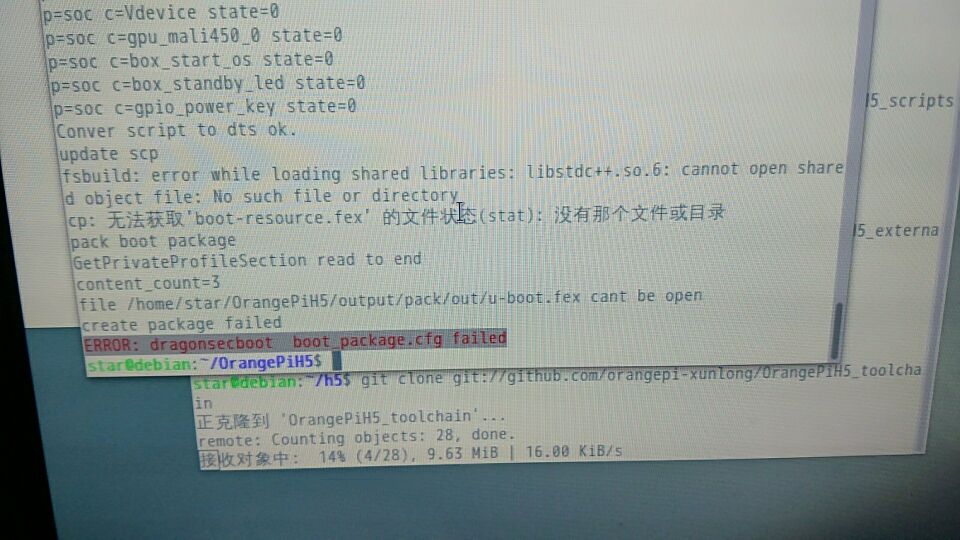 p=soc c=Vdevice state=0
p=soc c=gpu_mali450_0 state=0
p=soc c=box_start_os state=0
p=soc c=box_standby_led state=0
p=soc c=gpio_power_key state=0
Conver script to dts ok.
update scp
fsbuild: error while loading shared libraries: libstdc++.so.6: cannot open share
d object file: No such file or directory
cp: 无法获取'boot-resource.fex' 的文件状态(stat): 没有那个文件或目录
pack boot package
GetPrivateProfileSection read to end
content_count=3
file /home/star/OrangePiH5/output/pack/out/u-boot.fex cant be open
create package failed
ERROR: dragonsecboot  boot_package.cfg failed
star@debian:~/OrangePiH5$
star@debian:~/h5$ git clone git://github.com/orangepi-xunlong/OrangePiH5_toolcha
in
正克隆到 'OrangePiH5_toolchain'...
remote: Counting objects: 28, done.
接收对象中:  14% (4/28), 9.63 MiB | 16.00 KiB/s
H5_scripts
H5_externa